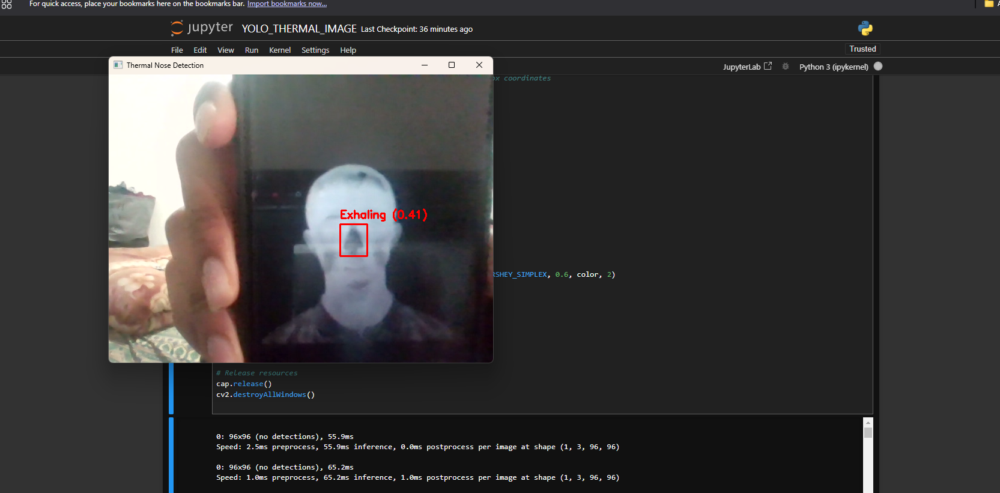 For quick access, place your bookmarks here on the bookmarks bar. Import bookmarks now...
jupyter YOLO_THERMAL_IMAGE Last Checkpoint: 36 minutes ago
File Edit View Run Kernel Settings Help
Trusted
Thermal Nose Detection
JupyterLab Python 3 (ipykernel)
ox coordinates
Exhaling (0.41)
RSHEY_SIMPLEX, 0.6, color, 2)
# Release resources
cap.release()
cv2.destroyAllWindows()
0: 96x96 (no detections), 55.9ms
Speed: 2.5ms preprocess, 55.9ms inference, 0.0ms postprocess per image at shape (1, 3, 96, 96)
0: 96x96 (no detections), 65.2ms
Speed: 1.0ms preprocess, 65.2ms inference, 1.0ms postprocess per image at shape (1, 3, 96, 96)